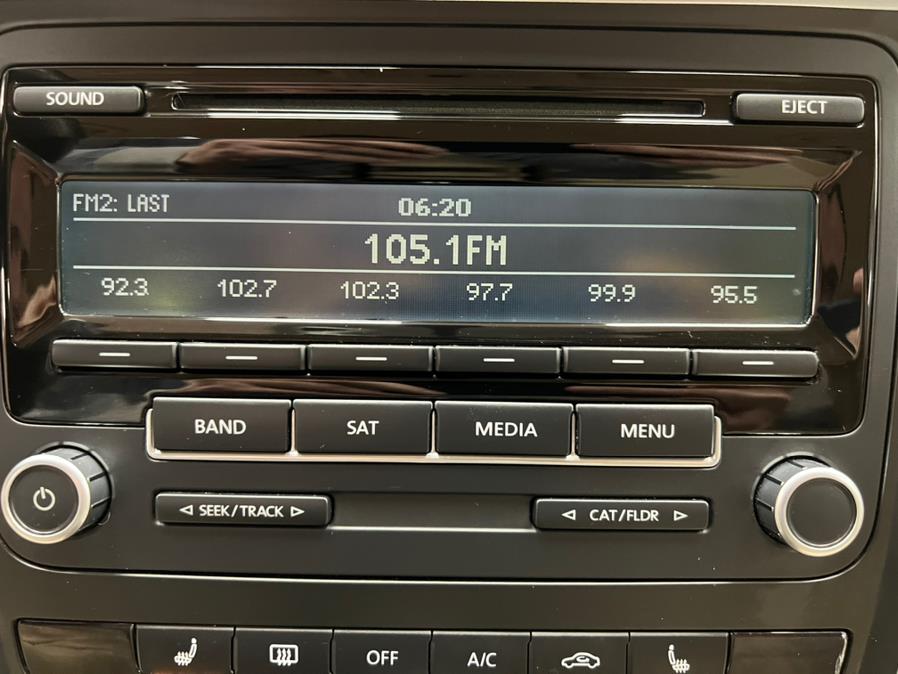 SOUND EJECT
FM2: LAST 06:20
105.1FM
92.3 102.7 102.3 97.7 99.9 95.5
BAND SAT MEDIA MENU
SEEK/TRACK CAT/FLDR
OFF A/C